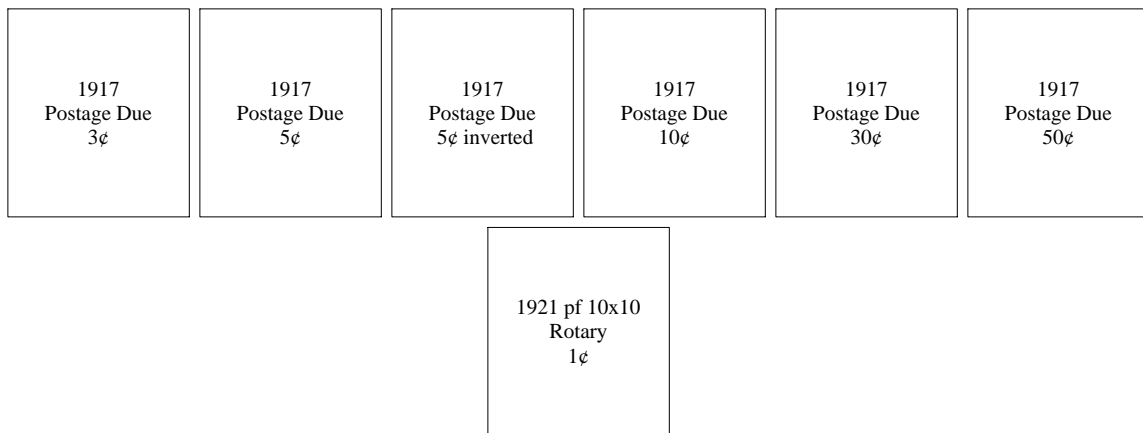 1917
Postage Due
3¢
1917
Postage Due
5¢
1917
Postage Due
5¢ inverted
1917
Postage Due
10¢
1917
Postage Due
30¢
1917
Postage Due
50¢
1921 pf 10x10
Rotary
1¢